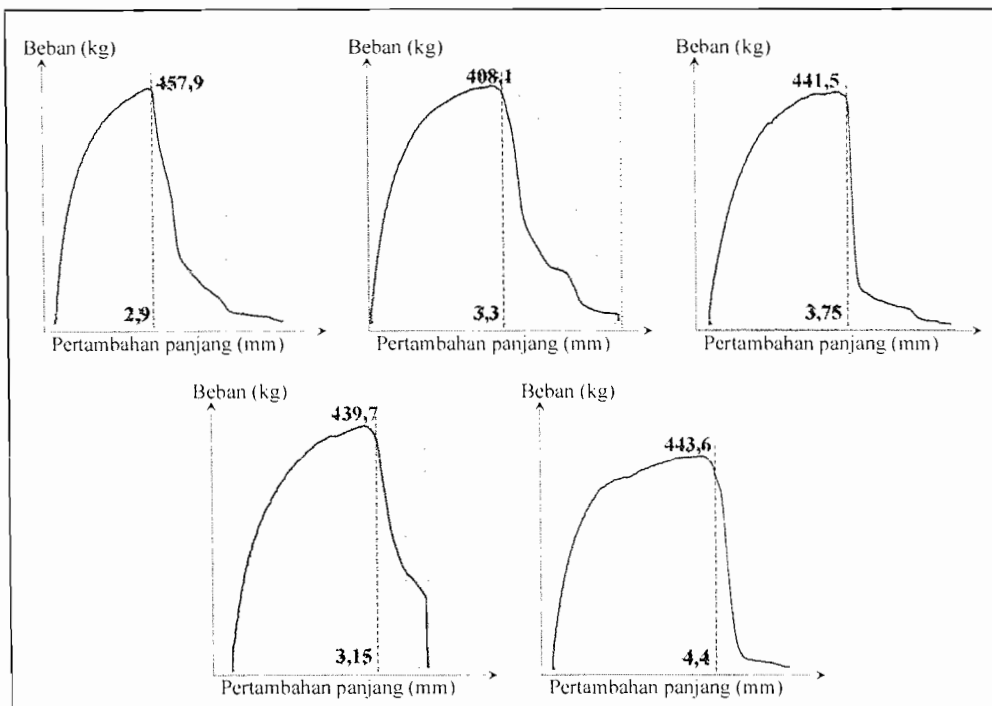 Beban (kg)
457,9
2,9
Pertambahan panjang (mm)
Beban (kg)
408,1
3,3
Pertambahan panjang (mm)
Beban (kg)
441,5
3,75
Pertambahan panjang (mm)
Beban (kg)
439,7
3,15
Pertambahan panjang (mm)
Beban (kg)
443,6
4,4
Pertambahan panjang (mm)